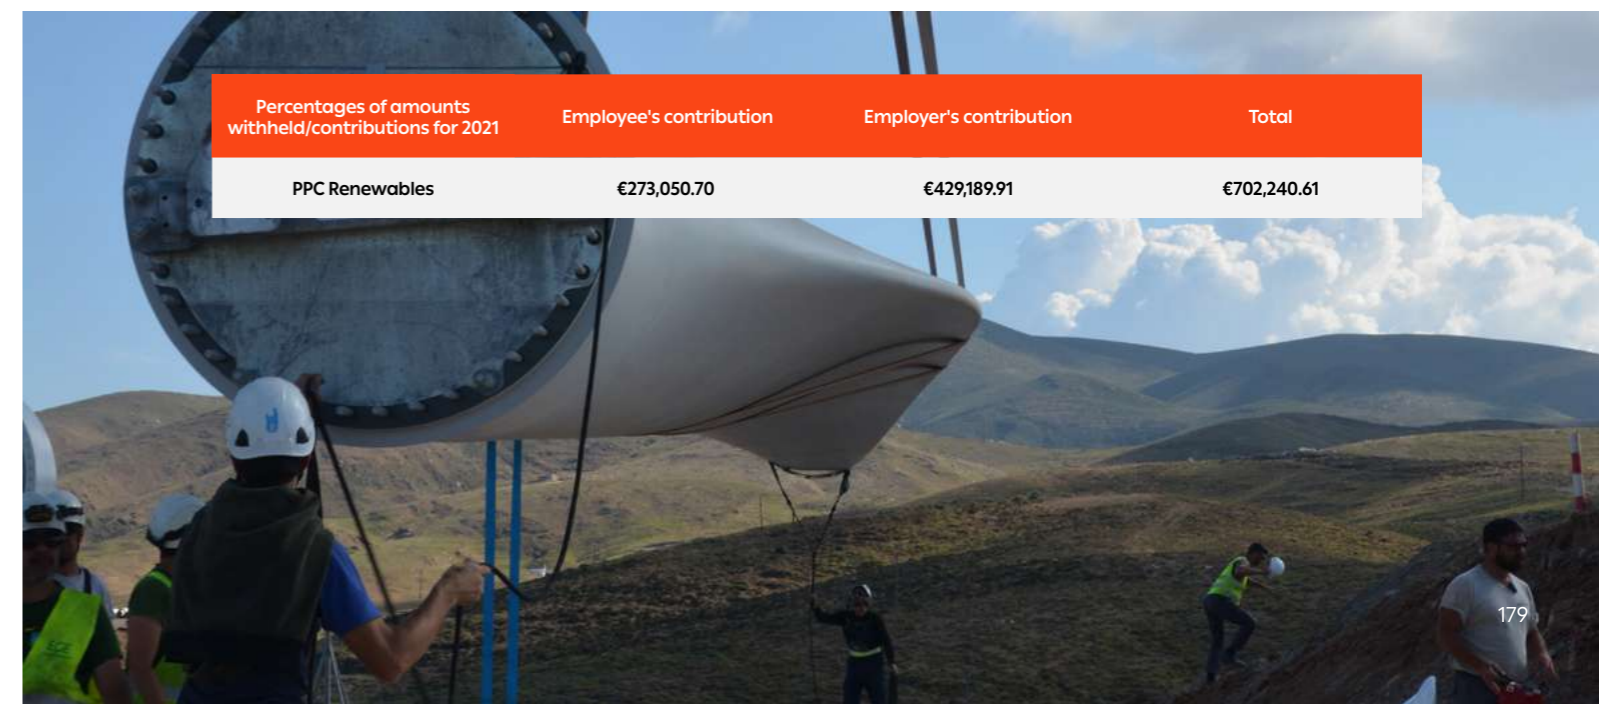 Percentages of amounts
withheld/contributions for 2021
Employee's contribution
Employer's contribution
Total
PPC Renewables
€273,050.70
€429,189.91
€702,240.61
179